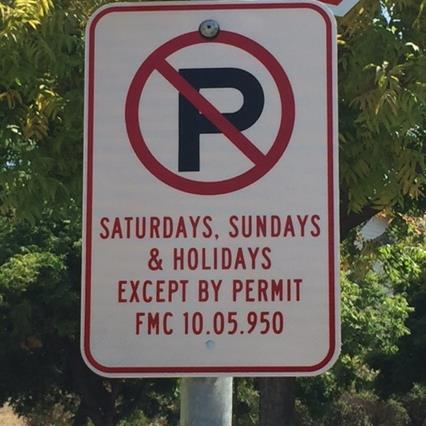 P
SATURDAYS, SUNDAYS
& HOLIDAYS
EXCEPT BY PERMIT
FMC 10.05.950